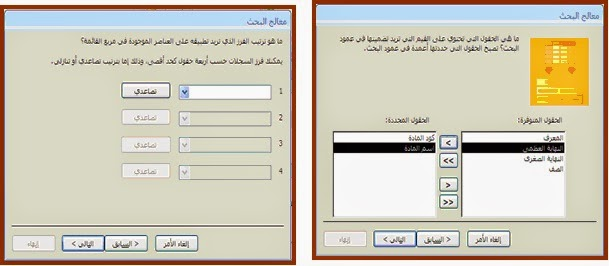 معالج البحث
ما هي الحقول التي تحتوي على القيم التي تريد تضمينها في عمود
البحث؟ تصبح الحقول التي حددتها أعمدة في عمود البحث.
الحقول المتوفرة:
الحقول المحددة:
المعرف
النهاية العظمى
النهاية الصغرى
الصف
كود المادة
اسم المادة
>
>>
<
<<
إلغاء الأمر
< السابق
التالي >
إنهاء
معالج البحث
ما هو ترتيب الفرز الذي تريد تطبيقه على العناصر الموجودة في مربع القائمة؟
يمكنك فرز السجلات حسب أربعة حقول كحد أقصى، وذلك إما بترتيب تصاعدي أو تنازلي.
1 تصاعدي
2 تصاعدي
3 تصاعدي
4 تصاعدي
إلغاء الأمر
< السابق
التالي >
إنهاء